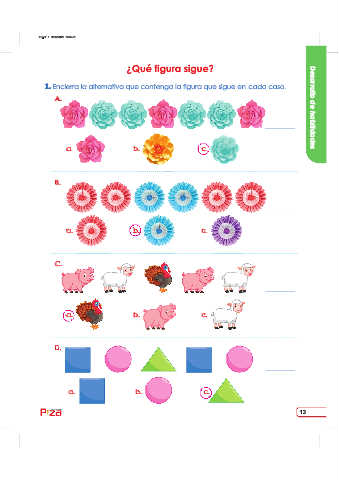 ¿Qué figura sigue?
1. Encierra la alternativa que contenga la figura que sigue en cada caso.
A.
a. b. c.
B.
a. b. c.
C.
a. b. c.
D.
a. b. c.
Desarrollo de habilidades
13